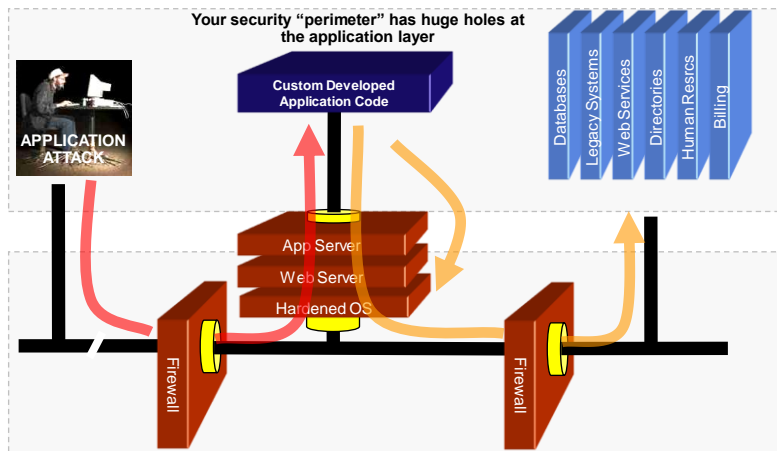 Your security “perimeter” has huge holes at
the application layer
APPLICATION
ATTACK
Custom Developed
Application Code
Databases
Legacy Systems
Web Services
Directories
Human Resrcs
Billing
App Server
Web Server
Hardened OS
Firewall
Firewall